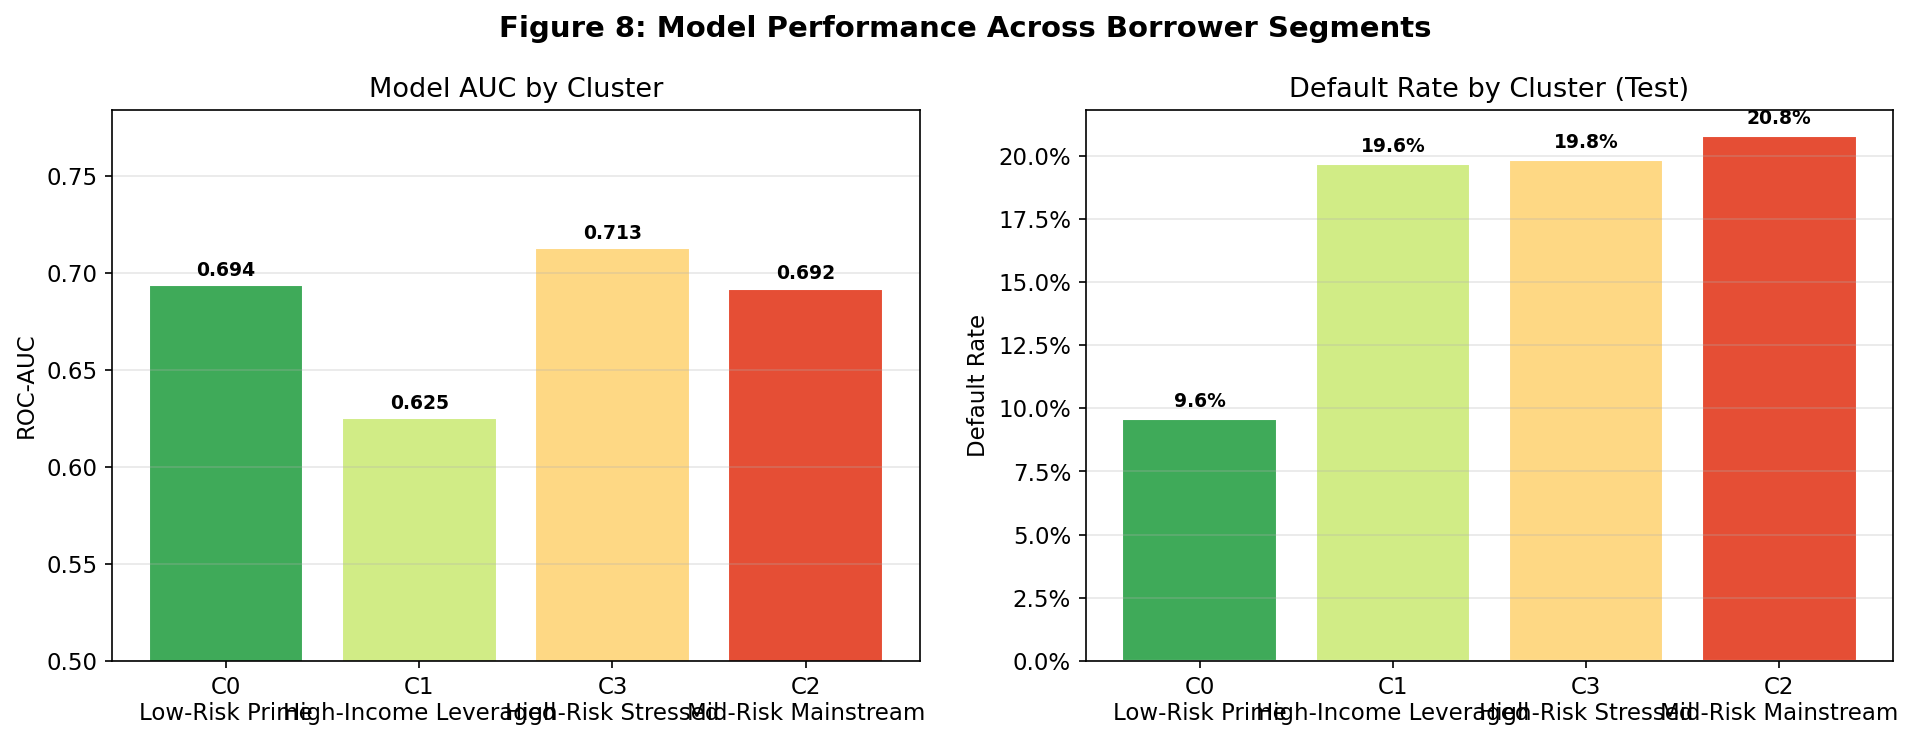 Figure 8: Model Performance Across Borrower Segments
Model AUC by Cluster
ROC-AUC
0.75
0.70
0.65
0.60
0.55
0.50
0.694
0.625
0.713
0.692
C0
Low-Risk Prime
C1
High-Income Leveraged
C3
High-Risk Stressed
C2
Mid-Risk Mainstream
Default Rate by Cluster (Test)
Default Rate
20.0%
17.5%
15.0%
12.5%
10.0%
7.5%
5.0%
2.5%
0.0%
9.6%
19.6%
19.8%
20.8%
C0
Low-Risk Prime
C1
High-Income Leveraged
C3
High-Risk Stressed
C2
Mid-Risk Mainstream